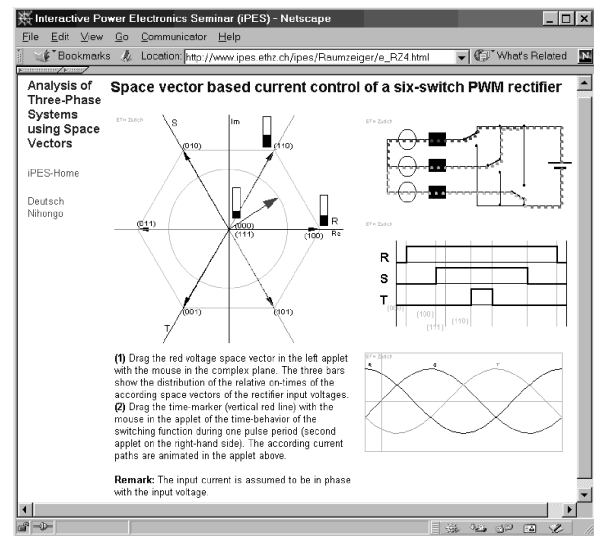 Interactive Power Electronics Seminar (iPES) - Netscape
File Edit View Go Communicator Help
Bookmarks Location: http://www.ipes.ethz.ch/ipes/Raumzeiger/e_RZ4.html What's Related N
Analysis of
Three-Phase
Systems
using Space
Vectors
iPES-Home
Deutsch
Nihongo
Space vector based current control of a six-switch PWM rectifier
ETH Zurich
S
Im
(010)
(110)
(011)
(000)
(111)
R
Re
(100)
(001)
(101)
T
ETH Zurich
ETH Zurich
R
S
T
(100)
(110)
(111)
ETH Zurich
R S T
(1) Drag the red voltage space vector in the left applet
with the mouse in the complex plane. The three bars
show the distribution of the relative on-times of the
according space vectors of the rectifier input voltages.
(2) Drag the time-marker (vertical red line) with the
mouse in the applet of the time-behavior of the
switching function during one pulse period (second
applet on the right-hand side). The according current
paths are animated in the applet above.
Remark: The input current is assumed to be in phase
with the input voltage.